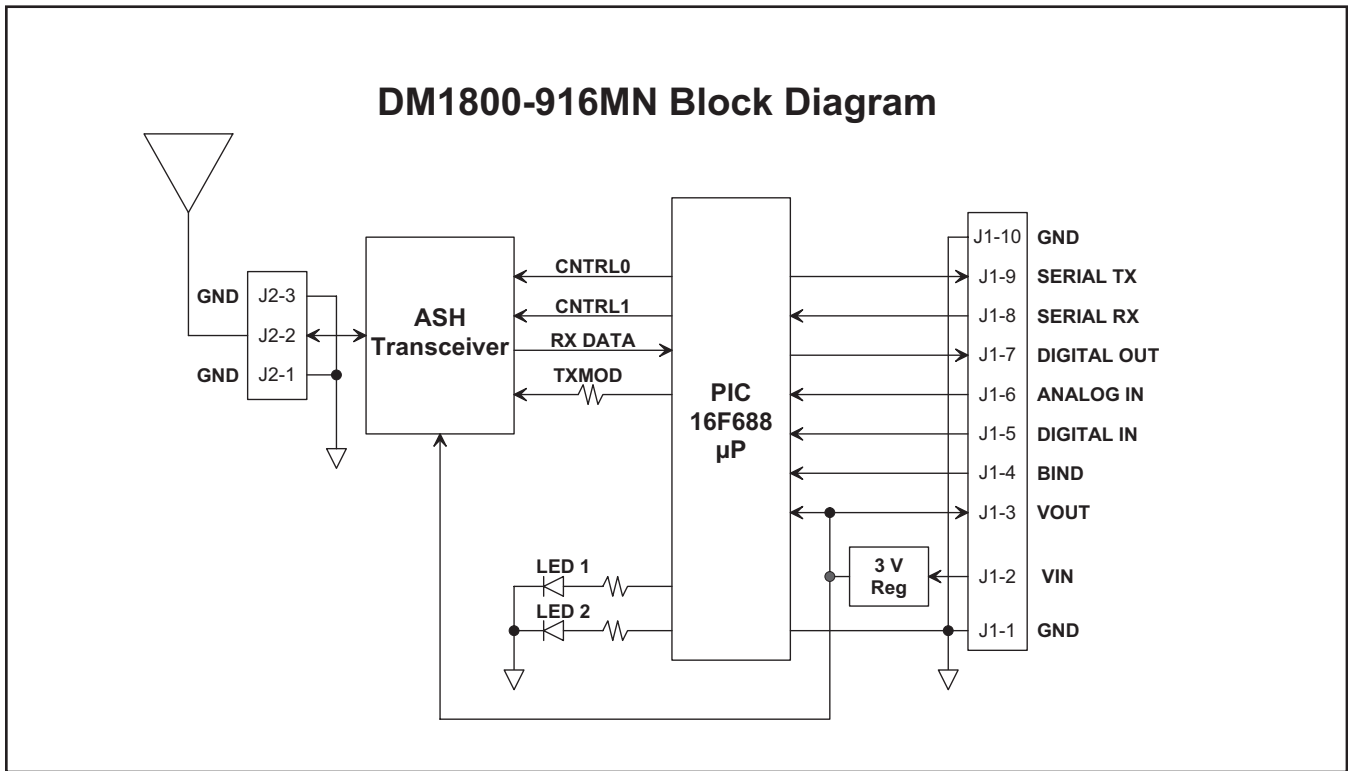 DM1800-916MN Block Diagram
GND
J2-3
J2-2
GND
J2-1
ASH
Transceiver
CNTRL0
CNTRL1
RX DATA
TXMOD
PIC
16F688
µP
LED 1
LED 2
3 V
Reg
J1-10 GND
J1-9 SERIAL TX
J1-8 SERIAL RX
J1-7 DIGITAL OUT
J1-6 ANALOG IN
J1-5 DIGITAL IN
J1-4 BIND
J1-3 VOUT
J1-2 VIN
J1-1 GND